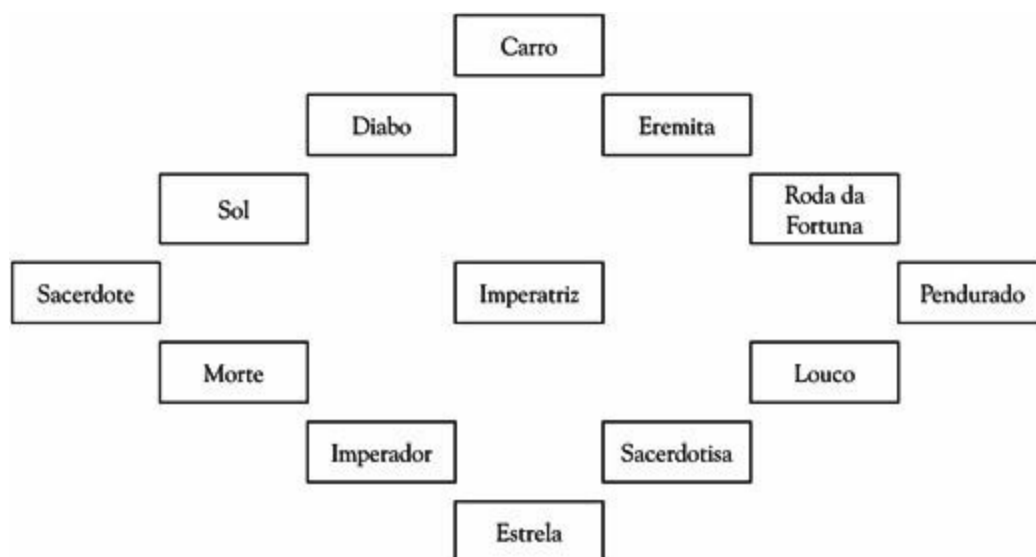 Carro
Diabo
Eremita
Sol
Roda da
Fortuna
Sacerdote
Imperatriz
Pendurado
Morte
Louco
Imperador
Sacerdotisa
Estrela